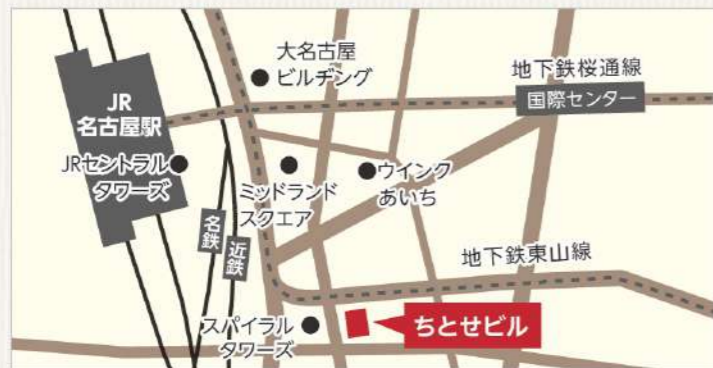 大名古屋
ビルヂング
地下鉄桜通線
国際センター
JR
名古屋駅
JRセントラル
タワーズ
ミッドランド
スクエア
ウインク
あいち
名鉄
近鉄
地下鉄東山線
スパイラル
タワーズ
ちとせビル